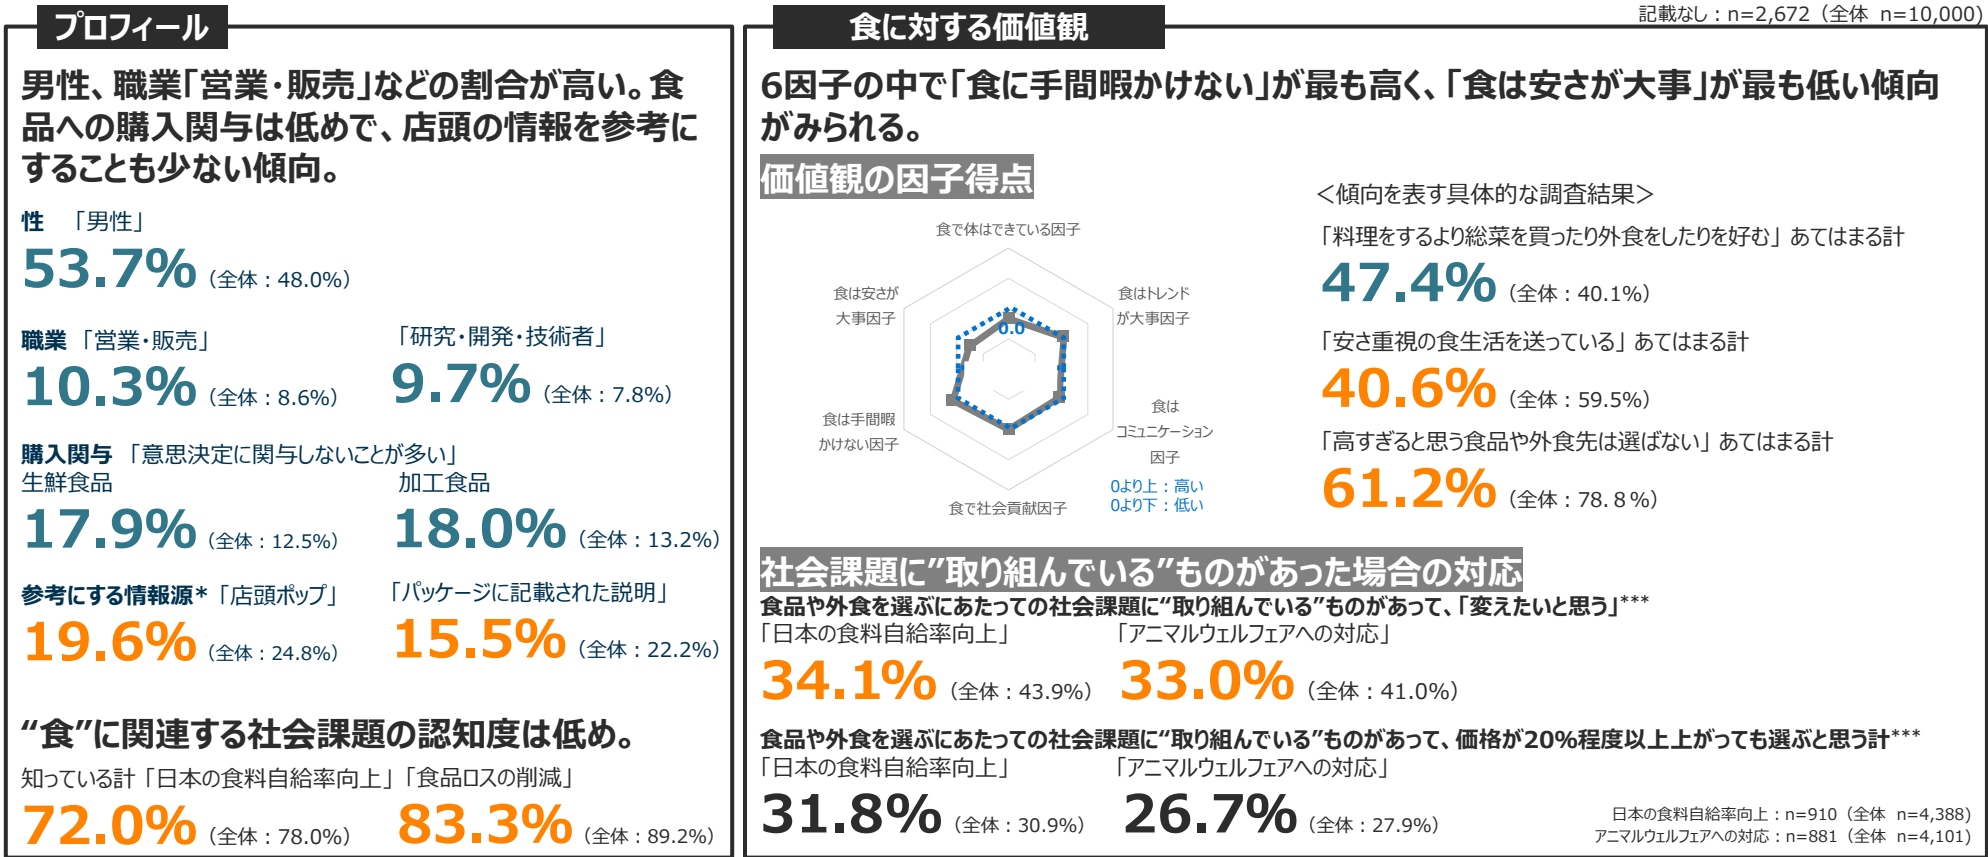 記載なし：n=2,672（全体 n=10,000）
プロフィール
男性、職業「営業・販売」などの割合が高い。食
品への購入関与は低めで、店頭の情報を参考に
することも少ない傾向。
性 「男性」
53.7%（全体：48.0%）
職業「営業・販売」 「研究・開発・技術者」
10.3%（全体：8.6%） 9.7%（全体：7.8%）
購入関与 「意思決定に関与しないことが多い」
生鮮食品 加工食品
17.9%（全体：12.5%） 18.0%（全体：13.2%）
参考にする情報源*「店頭ポップ」 「パッケージに記載された説明」
19.6%（全体：24.8%） 15.5%（全体：22.2%）
“食”に関連する社会課題の認知度は低め。
知っている計「日本の食料自給率向上」「食品ロスの削減」
72.0%（全体：78.0%） 83.3%（全体：89.2%）
食に対する価値観
6因子の中で「食に手間暇かけない」が最も高く、「食は安さが大事」が最も低い傾向
がみられる。
価値観の因子得点
食で体はできている因子
食は安さが
大事因子
食はトレンド
が大事因子
0.0
食は手間暇
かけない因子
食は
コミュニケーション
因子
食で社会貢献因子
0より上：高い
0より下：低い
＜傾向を表す具体的な調査結果＞
「料理をするより総菜を買ったり外食をしたりを好む」あてはまる計
47.4%（全体：40.1%）
「安さ重視の食生活を送っている」あてはまる計
40.6%（全体：59.5%）
「高すぎると思う食品や外食先は選ばない」あてはまる計
61.2%（全体：78.８%）
社会課題に”取り組んでいる”ものがあった場合の対応
食品や外食を選ぶにあたっての社会課題に“取り組んでいる”ものがあって、「変えたいと思う」***
「日本の食料自給率向上」 「アニマルウェルフェアへの対応」
34.1%（全体：43.9%） 33.0%（全体：41.0%）
食品や外食を選ぶにあたっての社会課題に“取り組んでいる”ものがあって、価格が20%程度以上上がっても選ぶと思う計***
「日本の食料自給率向上」 「アニマルウェルフェアへの対応」
31.8%（全体：30.9%） 26.7%（全体：27.9%）
日本の食料自給率向上：n=910（全体 n=4,388）
アニマルウェルフェアへの対応：n=881（全体 n=4,101）